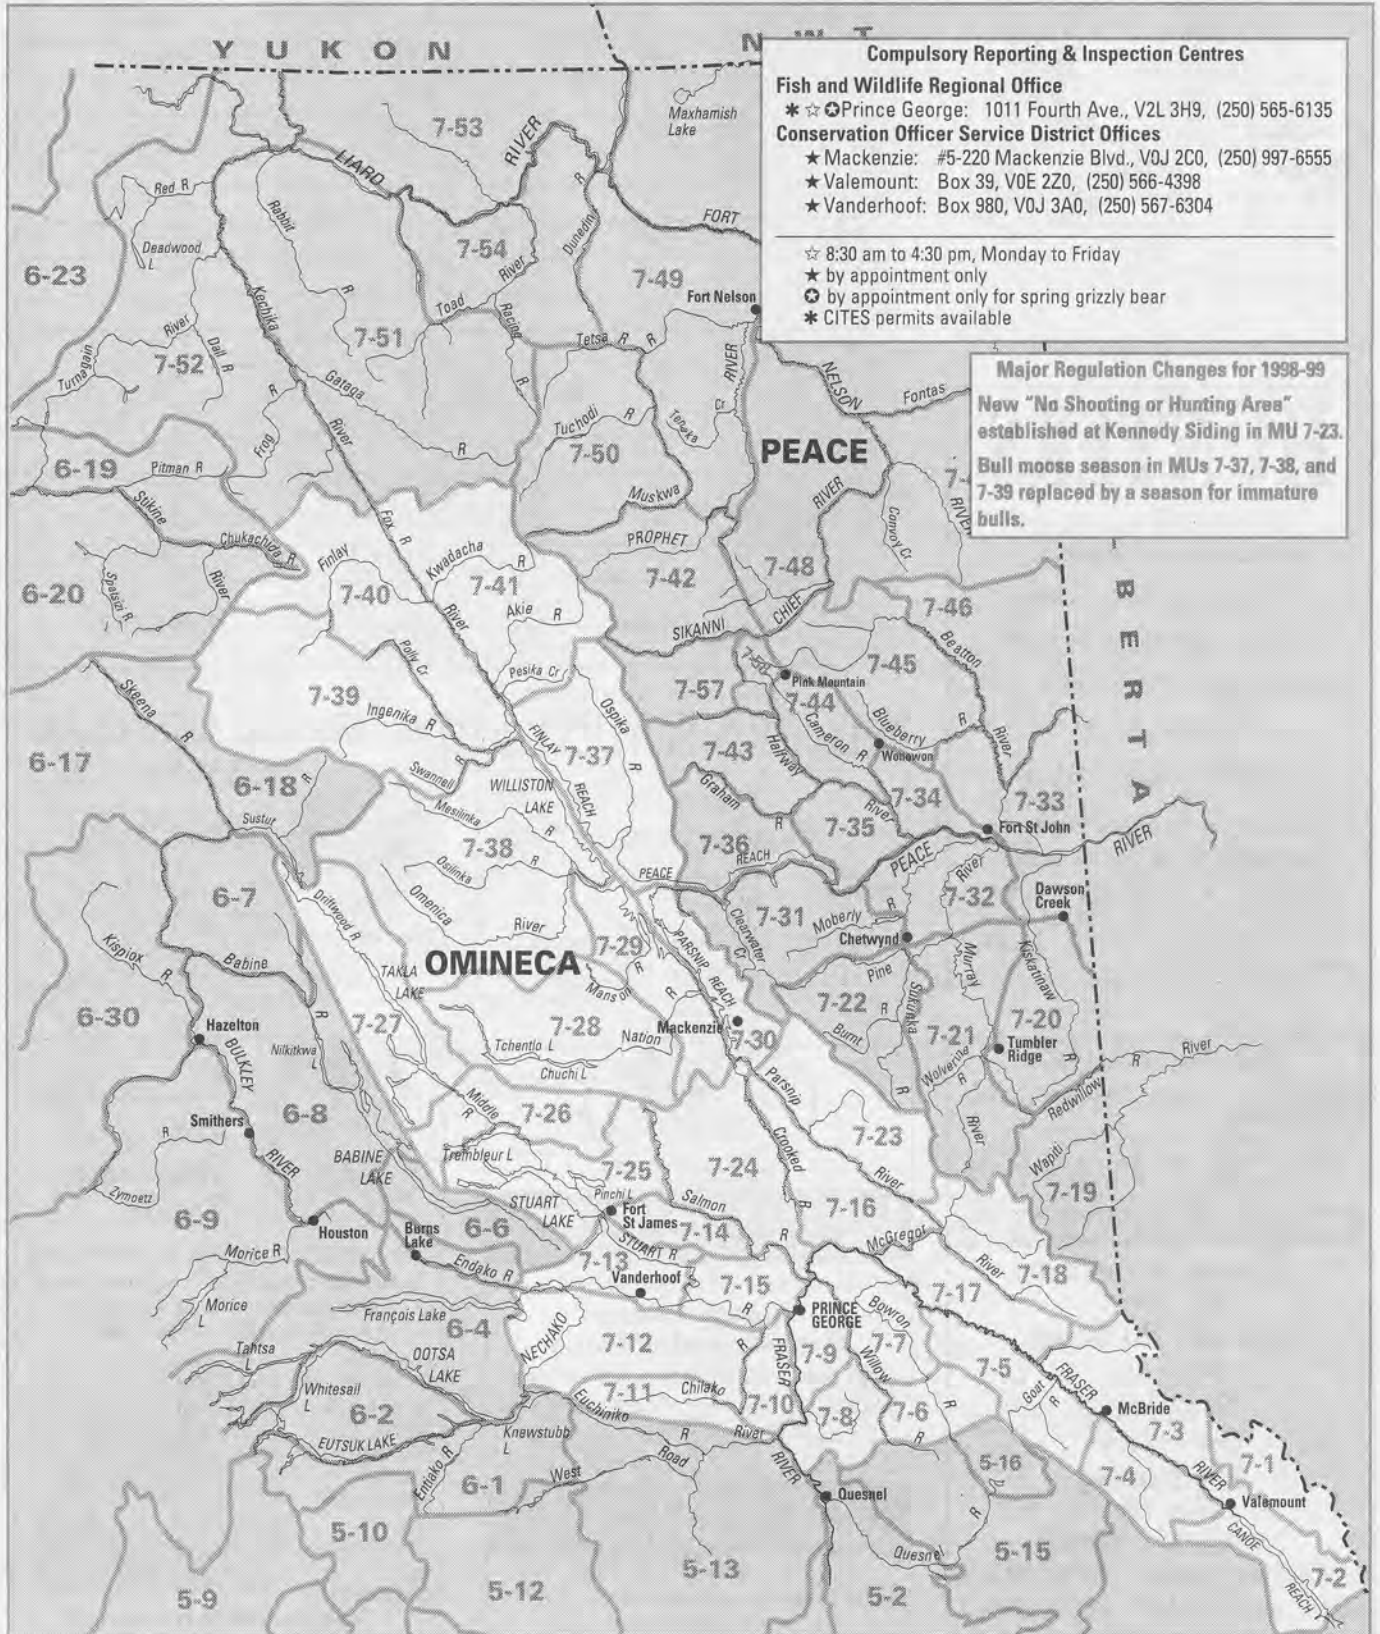 YUKON
N W T
Compulsory Reporting & Inspection Centres
Fish and Wildlife Regional Office
✱ ☆ ✪ Prince George: 1011 Fourth Ave., V2L 3H9, (250) 565-6135
Conservation Officer Service District Offices
★ Mackenzie: #5-220 Mackenzie Blvd., V0J 2C0, (250) 997-6555
★ Valemount: Box 39, V0E 2Z0, (250) 566-4398
★ Vanderhoof: Box 980, V0J 3A0, (250) 567-6304
☆ 8:30 am to 4:30 pm, Monday to Friday
★ by appointment only
✪ by appointment only for spring grizzly bear
✱ CITES permits available
Major Regulation Changes for 1998-99
New "No Shooting or Hunting Area"
established at Kennedy Siding in MU 7-23.
Bull moose season in MUs 7-37, 7-38, and
7-39 replaced by a season for immature
bulls.
Maxhamish
Lake
7-53
LIARD RIVER
Red R
Rabbit R
Deadwood
L
7-54
Dunedin R
FORT
6-23
Kechika
River
Toad River
Racing R
7-49
Fort Nelson
7-51
Tetsa R
R
RIVER
NELSON
Fontas
Turnagain River
Dall R
7-52
Gataga R
Frog R
Tuchodi R
Teneka Cr
7-50
PEACE
7-
RIVER
6-19
Pitman R
Stikine
Chukachida R
Muskwa
Fox R
PROPHET
RIVER
Conroy Cr
BERTA
6-20
Spatsizi R
River
Finlay
7-40
Kwadacha R
7-41
Akie R
River
7-42
7-48
SIKANNI CHIEF
7-46
Beatton
River
7-45
Skeena R
Polly Cr
Pesika Cr
7-39
Ingenika R
Ospika R
7-57
Pink Mountain
7-44
Cameron R
Blueberry R
Wonowon
6-17
6-18
R
Swannell R
FINLAY REACH
7-37
WILLISTON
LAKE
7-43
Halfway
River
Graham R
7-34
7-33
Mesilinka R
7-38
Sustut
7-36
7-35
Fort St John
PEACE RIVER
Osilinka R
PEACE REACH
6-7
Driftwood R
Omenica River
Clearwater Cr
7-31
Moberly R
River
7-32
Dawson
Creek
Chetwynd
Kispiox R
Babine R
OMINECA
7-29
Manson R
PARSNIP REACH
TAKLA
LAKE
Pine
Murray
Kiskatinaw
6-30
Hazelton
BULKLEY
RIVER
7-27
7-28
Nation R
Mackenzie
7-30
7-22
Burnt R
Sukunka R
7-21
7-20
R
Tumbler
Ridge
Nilkitkwa
L
Tchentlo L
Chuchi L
Wolverine R
River
Redwillow R River
6-8
Smithers
Middle R
7-26
Parsnip
River
7-23
R
Zymoetz
BABINE
LAKE
Trembleur L
7-25
7-24
Crooked R
Wapiti
7-19
Pinchi L
STUART
LAKE
Fort
St James
Salmon R
7-16
6-9
Houston
6-6
Burns
Lake
7-14
STUART R
McGregor
River
7-18
Morice R
Endako R
7-13
Vanderhoof
7-15
R
7-17
Morice
L
François Lake
PRINCE
GEORGE
Bowron
R
7-7
6-4
NECHAKO
R
7-12
FRASER
7-9
Willow
R
7-5
Tahtsa
L
OOTSA
LAKE
FRASER
RIVER
7-11
Chilako
Goat R
Whitesail
L
Euchiniko R
7-10
7-8
7-6
McBride
6-2
7-3
EUTSUK LAKE
Knewstubb
L
River
RIVER
5-16
7-4
7-1
Entiako R
6-1
West Road
Quesnel
Valemount
5-10
Quesnel
R
CANOE
REACH
5-15
5-9
5-12
5-13
5-2
7-2